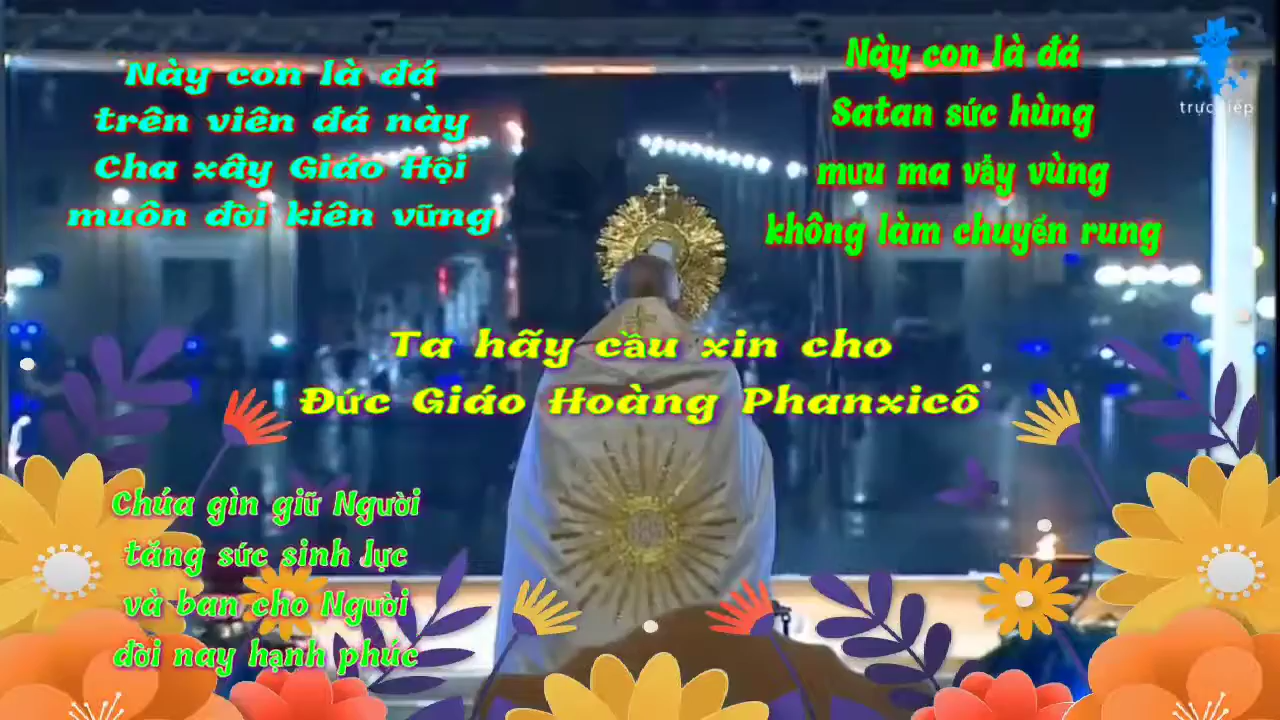 Này con là đá
trên viên đá này
Cha xây Giáo Hội
muôn đời kiên vững
Này con là đá
Satan sức hùng
mưu ma vẫy vùng
không làm chuyển rung
trực tiếp
Ta hãy cầu xin cho
Đức Giáo Hoàng Phanxicô
Chúa gìn giữ Người
tăng sức sinh lực
và ban cho Người
đời nay hạnh phúc